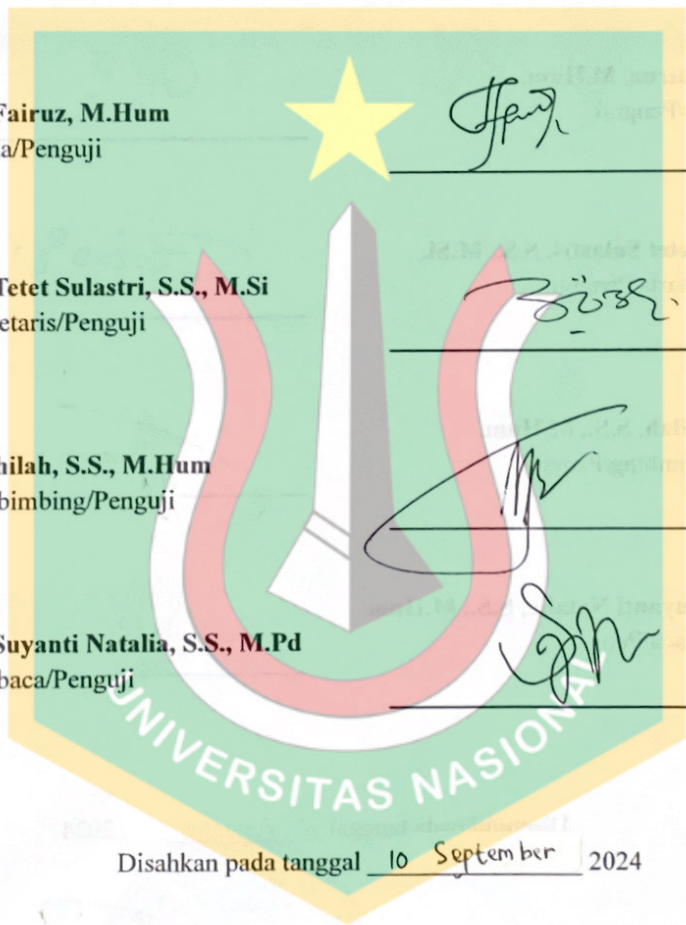 Fairuz, M.Hum
a/Penguji
Tetet Sulastri, S.S., M.Si
etaris/Penguji
hilah, S.S., M.Hum
bimbing/Penguji
Suyanti Natalia, S.S., M.Pd
baca/Penguji
UNIVERSITAS NASIONAL
Disahkan pada tanggal 10 September 2024